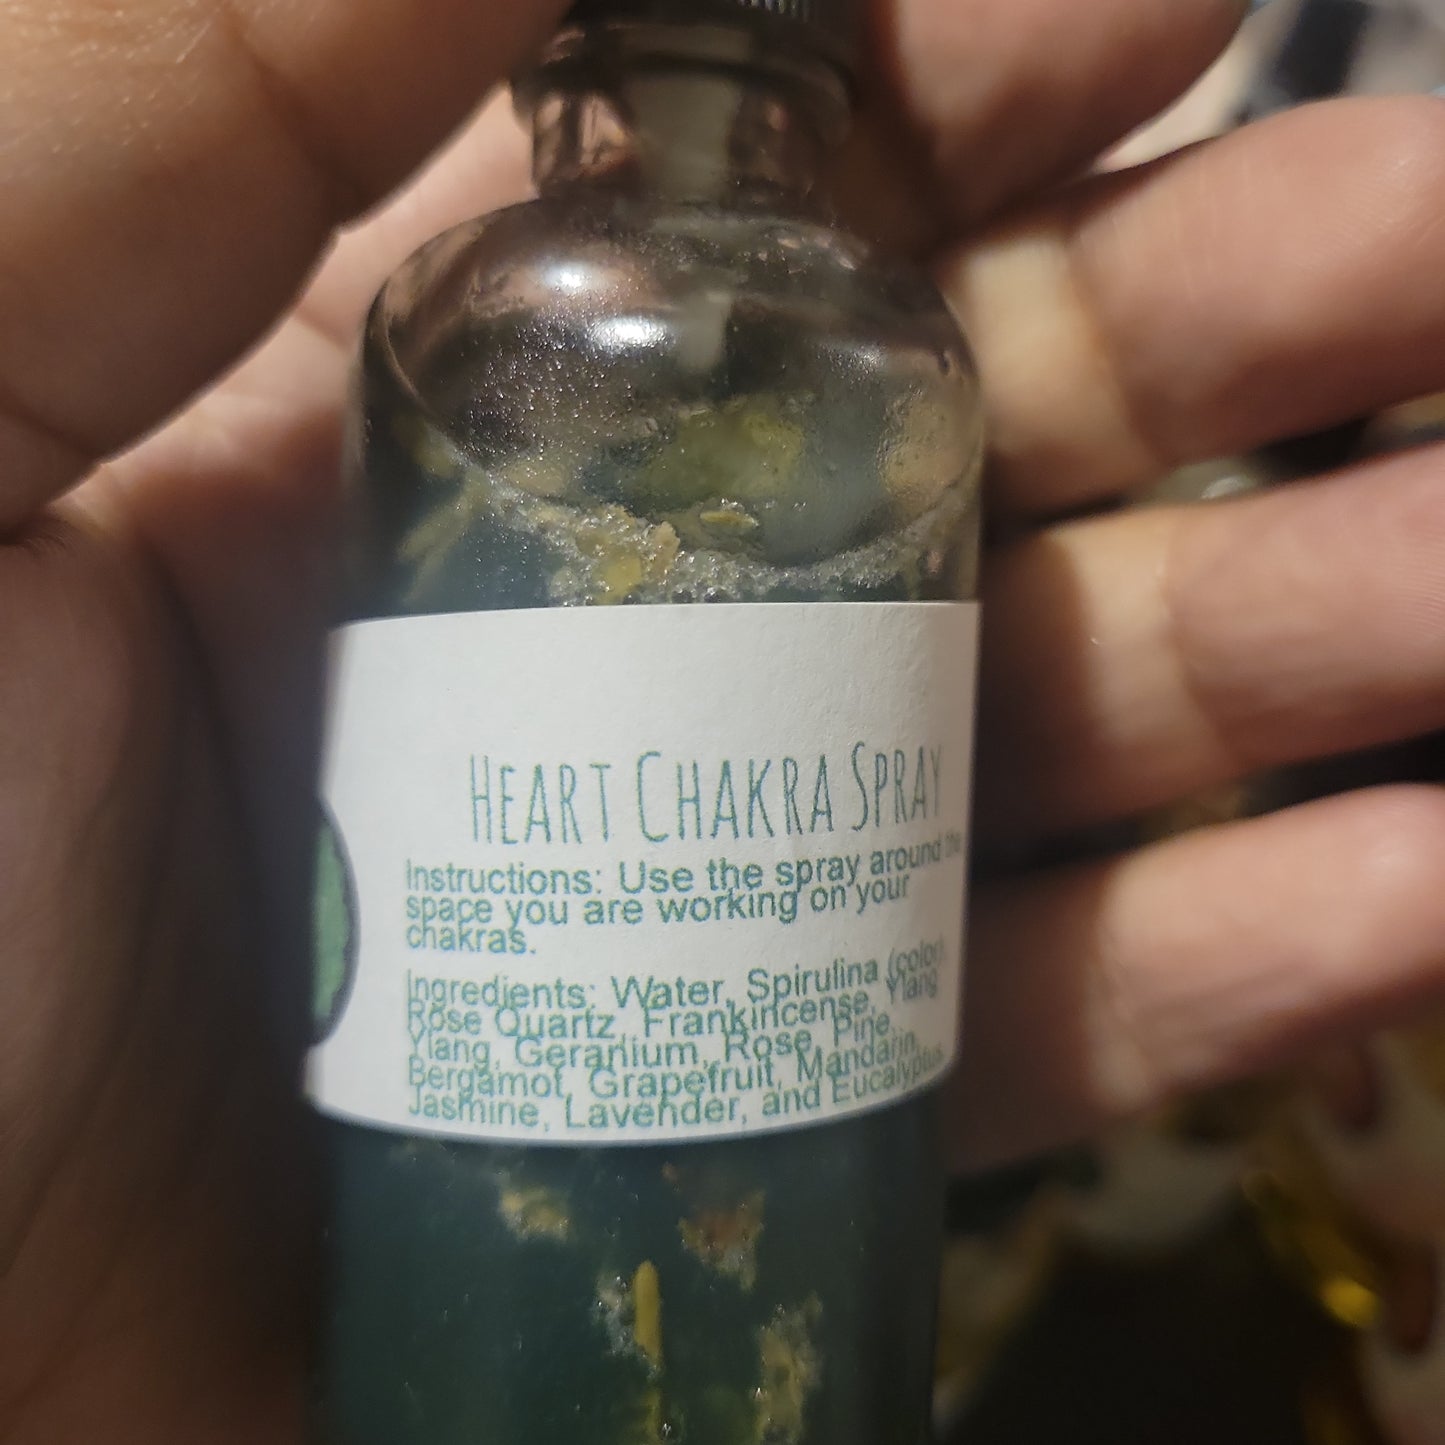 HEART CHAKRA SPRAY
Instructions: Use the spray around the
space you are working on your
chakras.
Ingredients: Water, Spirulina (color),
Rose Quartz, Frankincense, Ylang
Ylang, Geranium, Rose, Pine,
Bergamot, Grapefruit, Mandarin,
Jasmine, Lavender, and Eucalyptus.